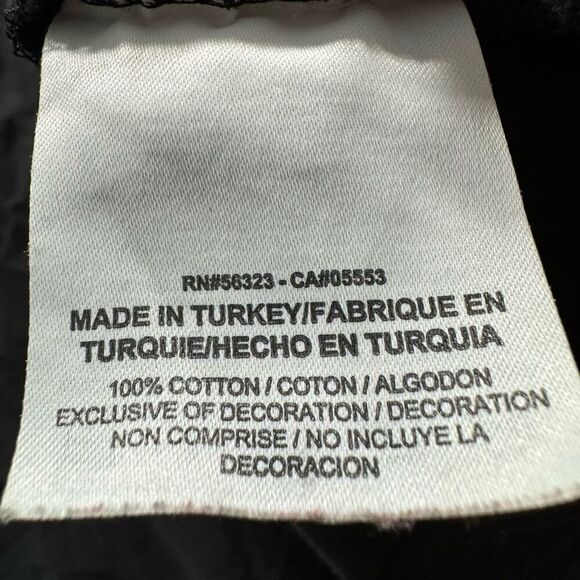 RN#56323 - CA#05553
MADE IN TURKEY/FABRIQUE EN
TURQUIE/HECHO EN TURQUIA
100% COTTON / COTON / ALGODON
EXCLUSIVE OF DECORATION / DECORATION
NON COMPRISE / NO INCLUYE LA
DECORACION